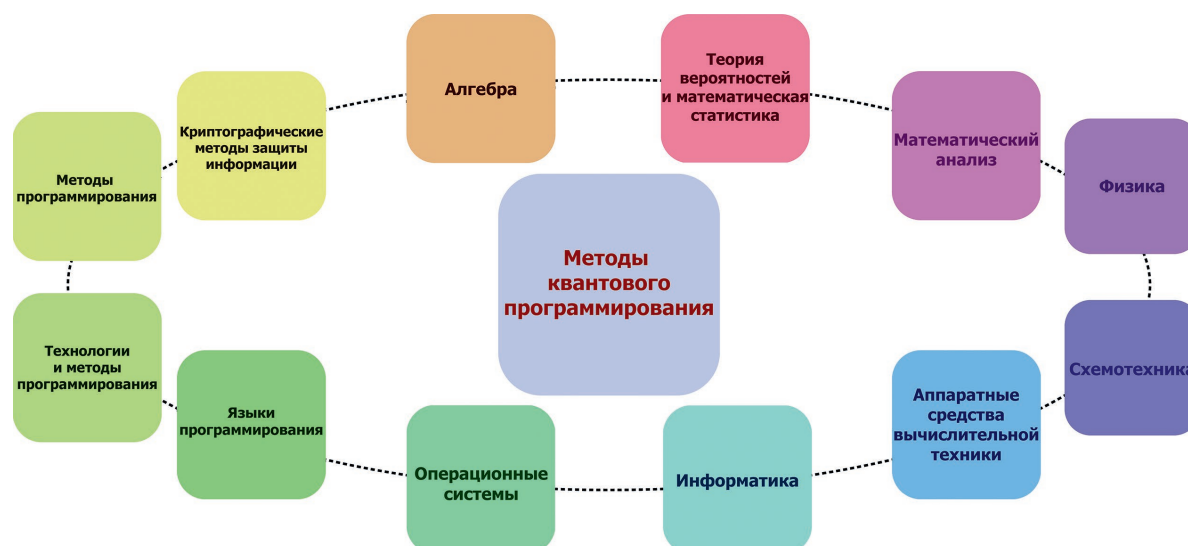 Алгебра
Теория
вероятностей
и математическая
статистика
Математический
анализ
Физика
Схемотехника
Аппаратные
средства
вычислительной
техники
Информатика
Операционные
системы
Языки
программирования
Технологии
и методы
программирования
Методы
программирования
Криптографические
методы защиты
информации
Методы
квантового
программирования